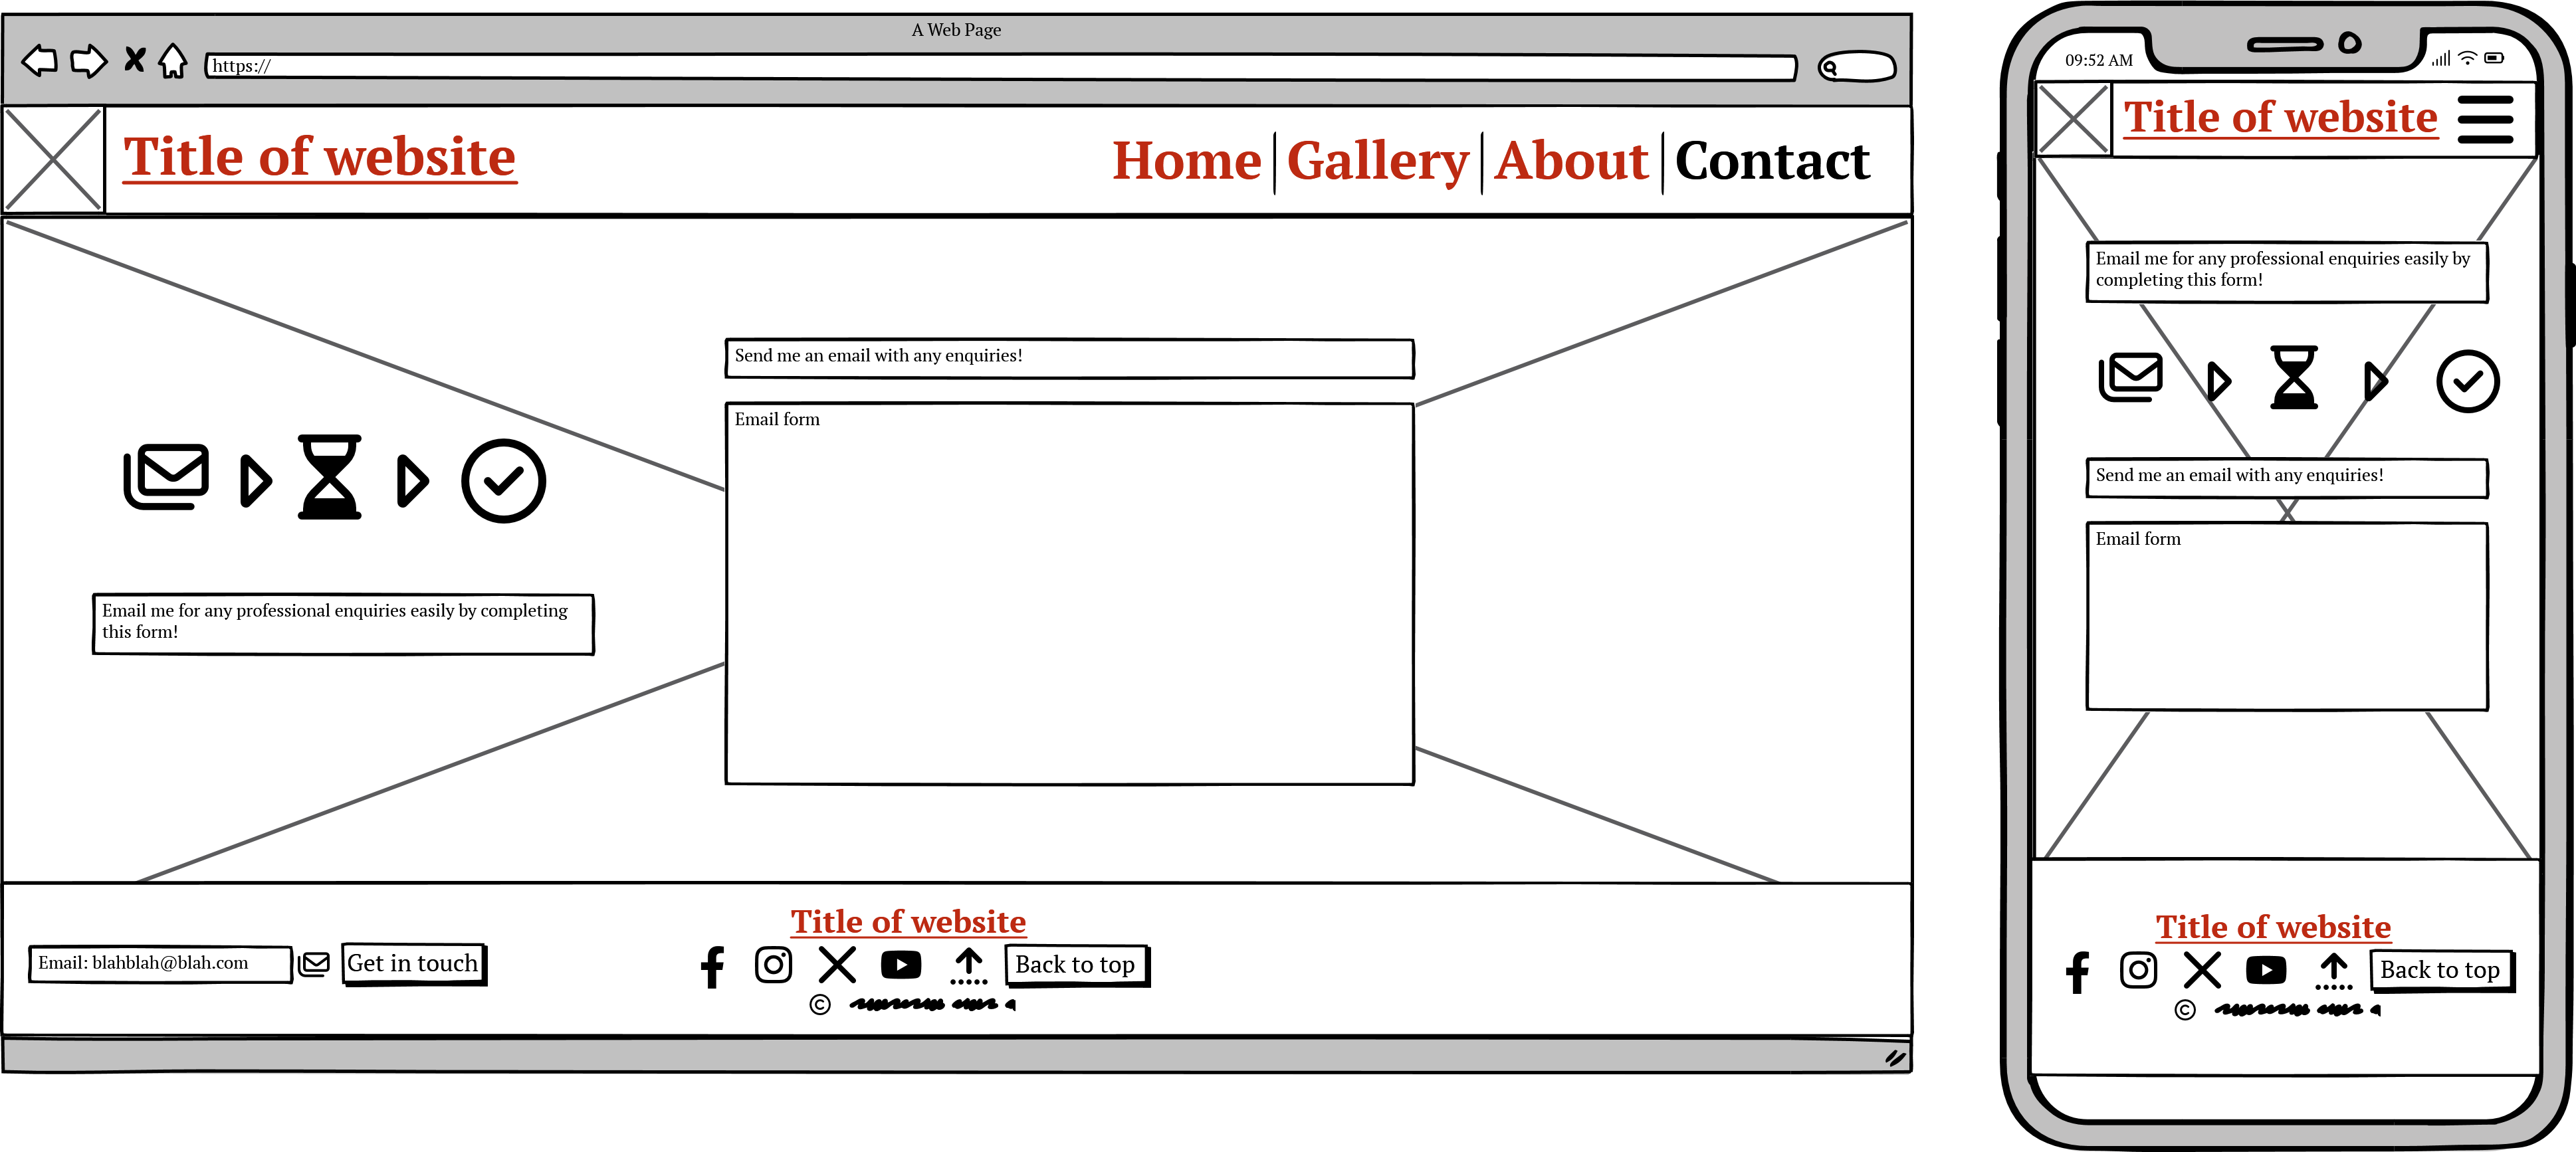 A Web Page
https://
Title of website
Home Gallery About Contact
Send me an email with any enquiries!
Email form
Email me for any professional enquiries easily by completing
this form!
Title of website
Email: blahblah@blah.com
Get in touch
Back to top
©
09:52 AM
Title of website
Email me for any professional enquiries easily by
completing this form!
Send me an email with any enquiries!
Email form
Title of website
Back to top
©